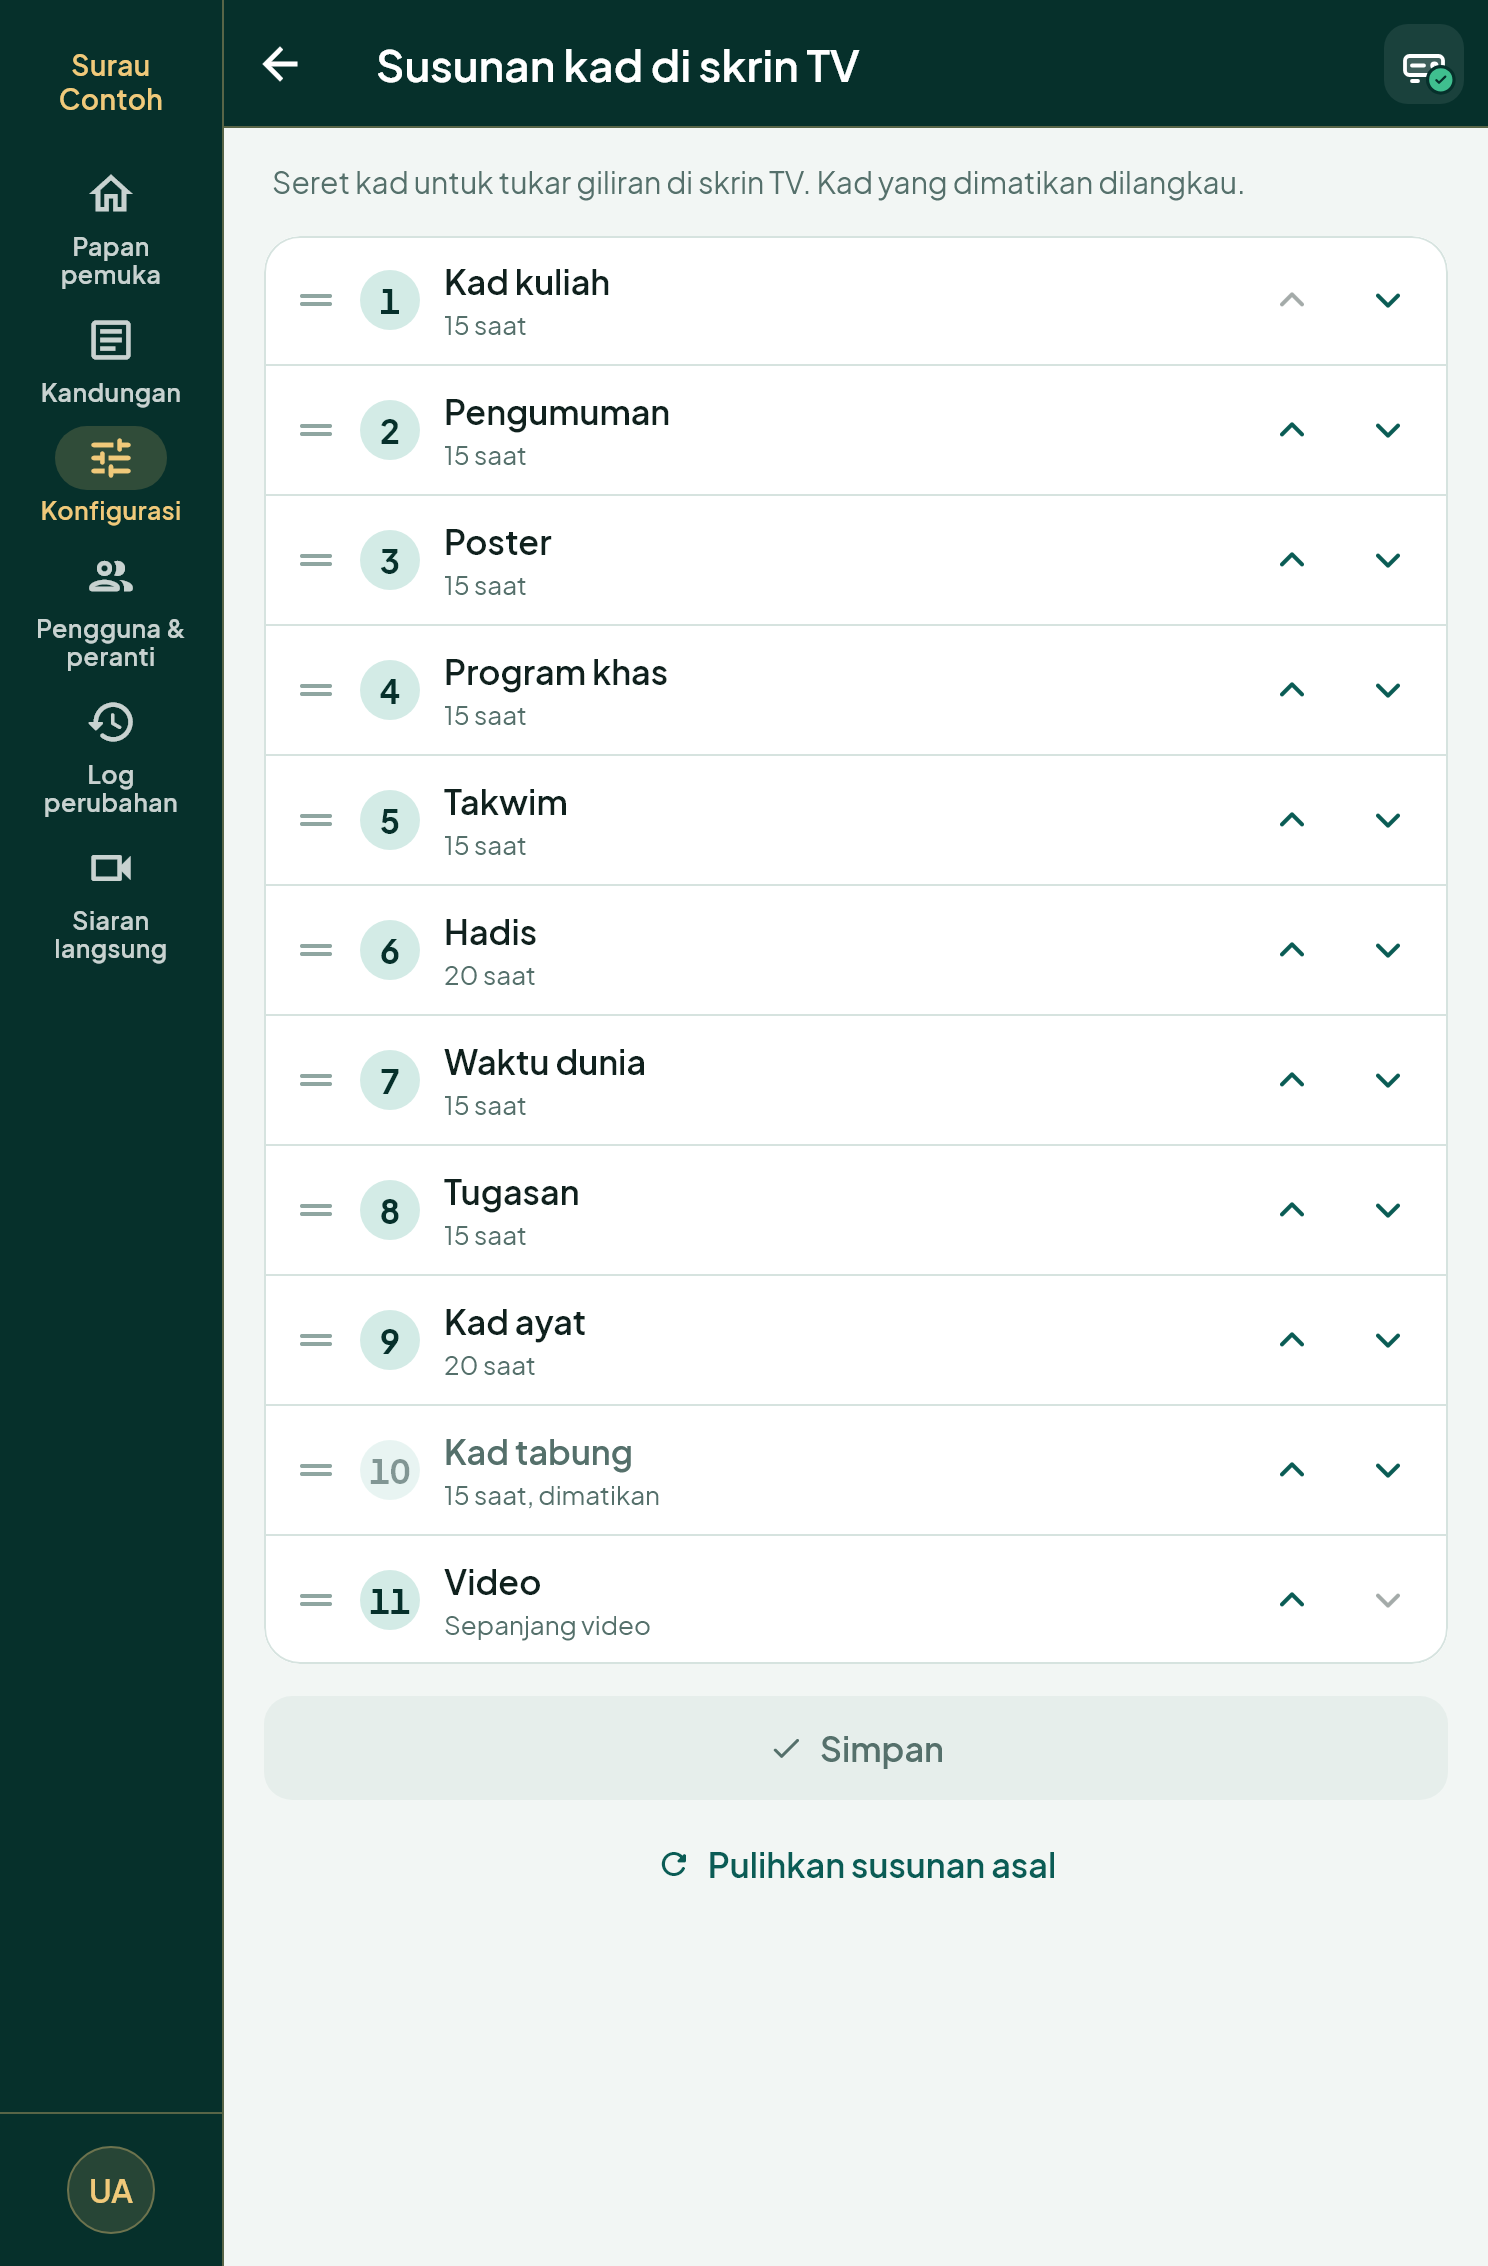 Surau
Contoh
Papan
pemuka
Kandungan
Konfigurasi
Pengguna &
peranti
Log
perubahan
Siaran
langsung
UA
Susunan kad di skrin TV
Seret kad untuk tukar giliran di skrin TV. Kad yang dimatikan dilangkau.
1
Kad kuliah
15 saat
2
Pengumuman
15 saat
3
Poster
15 saat
4
Program khas
15 saat
5
Takwim
15 saat
6
Hadis
20 saat
7
Waktu dunia
15 saat
8
Tugasan
15 saat
9
Kad ayat
20 saat
10
Kad tabung
15 saat, dimatikan
11
Video
Sepanjang video
Simpan
Pulihkan susunan asal